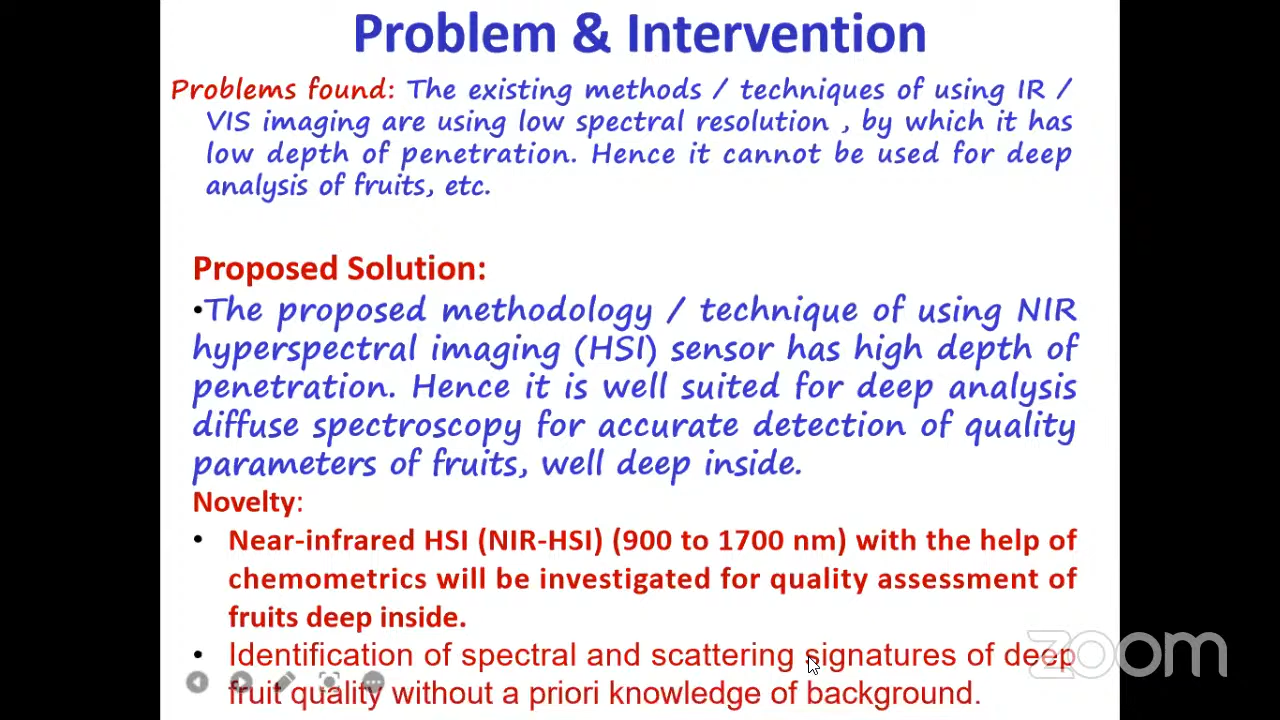 Problem & Intervention
Problems found: The existing methods / techniques of using IR /
VIS imaging are using low spectral resolution , by which it has
low depth of penetration. Hence it cannot be used for deep
analysis of fruits, etc.
Proposed Solution:
•The proposed methodology / technique of using NIR
hyperspectral imaging (HSI) sensor has high depth of
penetration. Hence it is well suited for deep analysis
diffuse spectroscopy for accurate detection of quality
parameters of fruits, well deep inside.
Novelty:
• Near-infrared HSI (NIR-HSI) (900 to 1700 nm) with the help of
chemometrics will be investigated for quality assessment of
fruits deep inside.
• Identification of spectral and scattering signatures of deep
fruit quality without a priori knowledge of background.
zoom